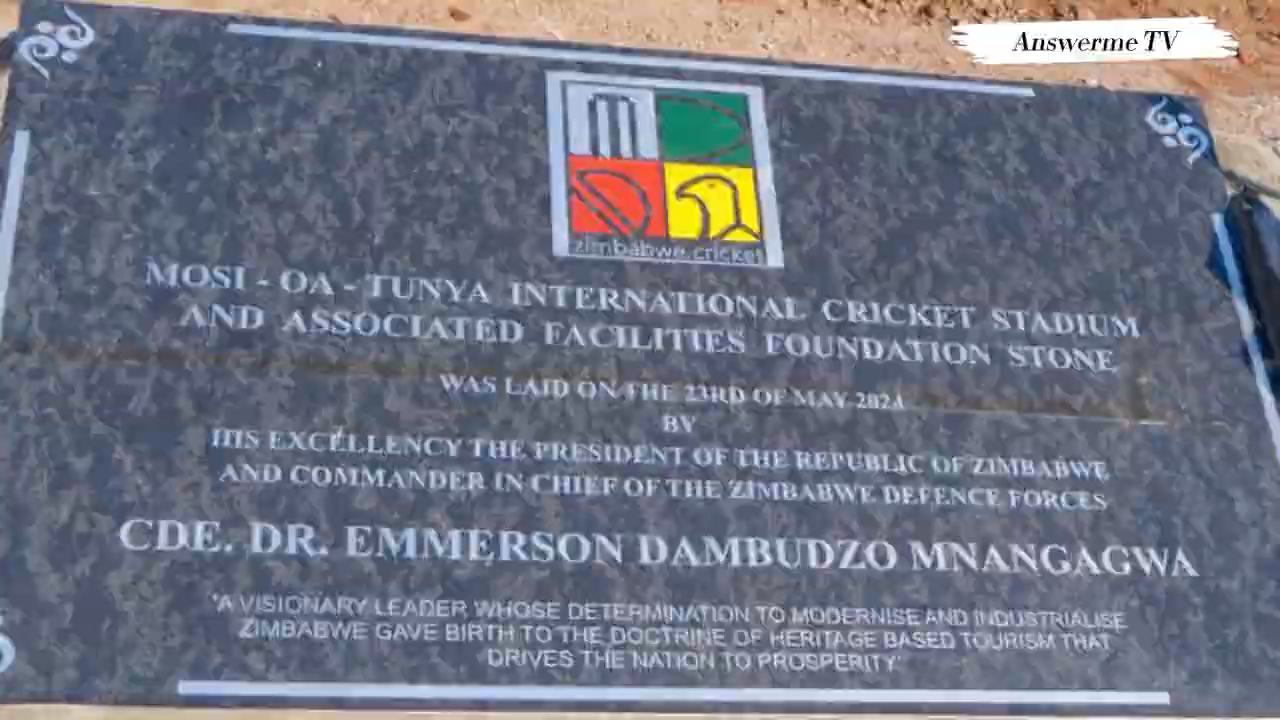 Answerme TV
zimbabwe.cricket
MOSI - OA - TUNYA INTERNATIONAL CRICKET STADIUM
AND ASSOCIATED FACILITIES FOUNDATION STONE
WAS LAID ON THE 23RD OF MAY 2024
BY
HIS EXCELLENCY THE PRESIDENT OF THE REPUBLIC OF ZIMBABWE
AND COMMANDER IN CHIEF OF THE ZIMBABWE DEFENCE FORCES
CDE. DR. EMMERSON DAMBUDZO MNANGAGWA
'A VISIONARY LEADER WHOSE DETERMINATION TO MODERNISE AND INDUSTRIALISE
ZIMBABWE GAVE BIRTH TO THE DOCTRINE OF HERITAGE BASED TOURISM THAT
DRIVES THE NATION TO PROSPERITY'